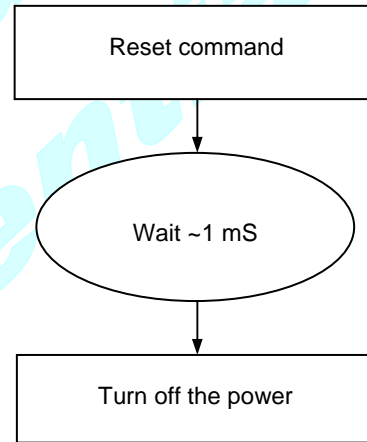 Reset command
Wait ~1 mS
Turn off the power